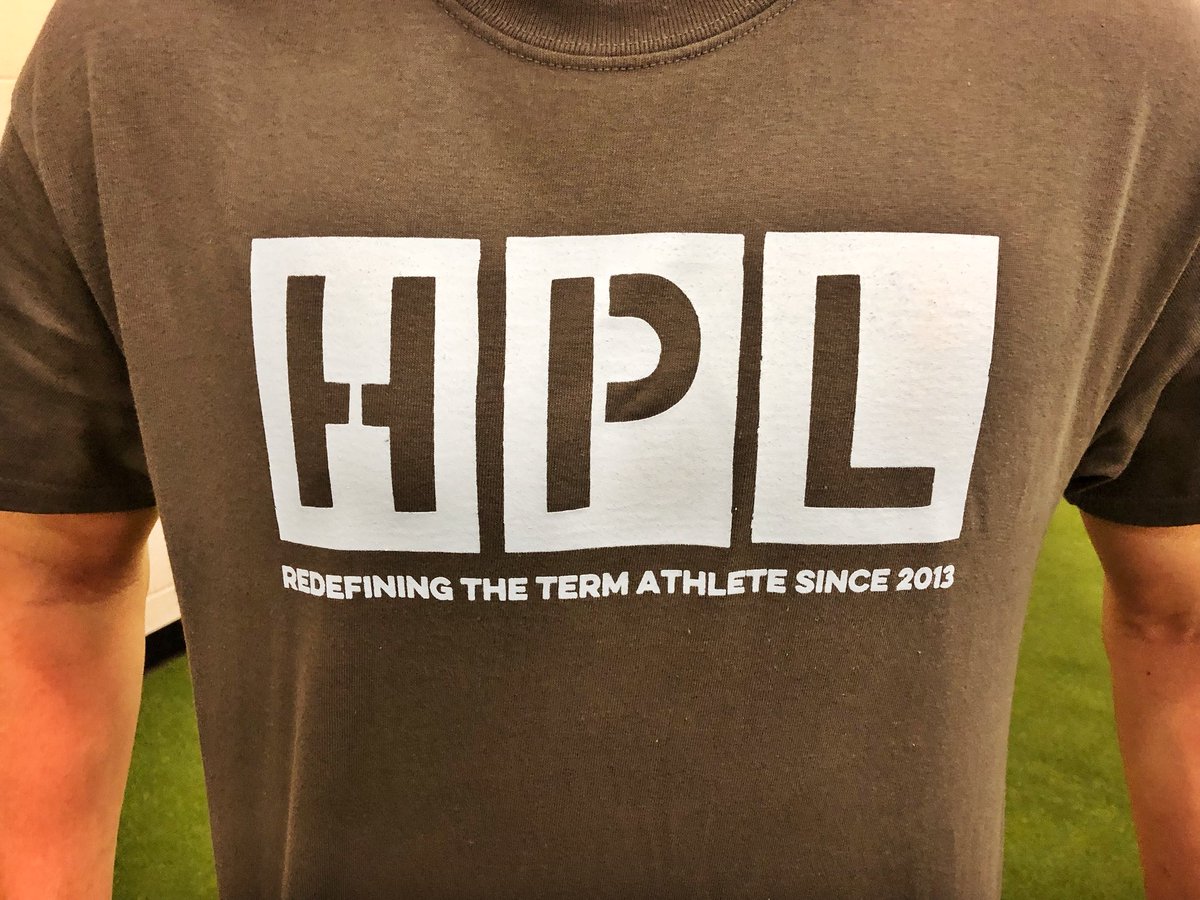 HPL
REDEFINING THE TERM ATHLETE SINCE 2013